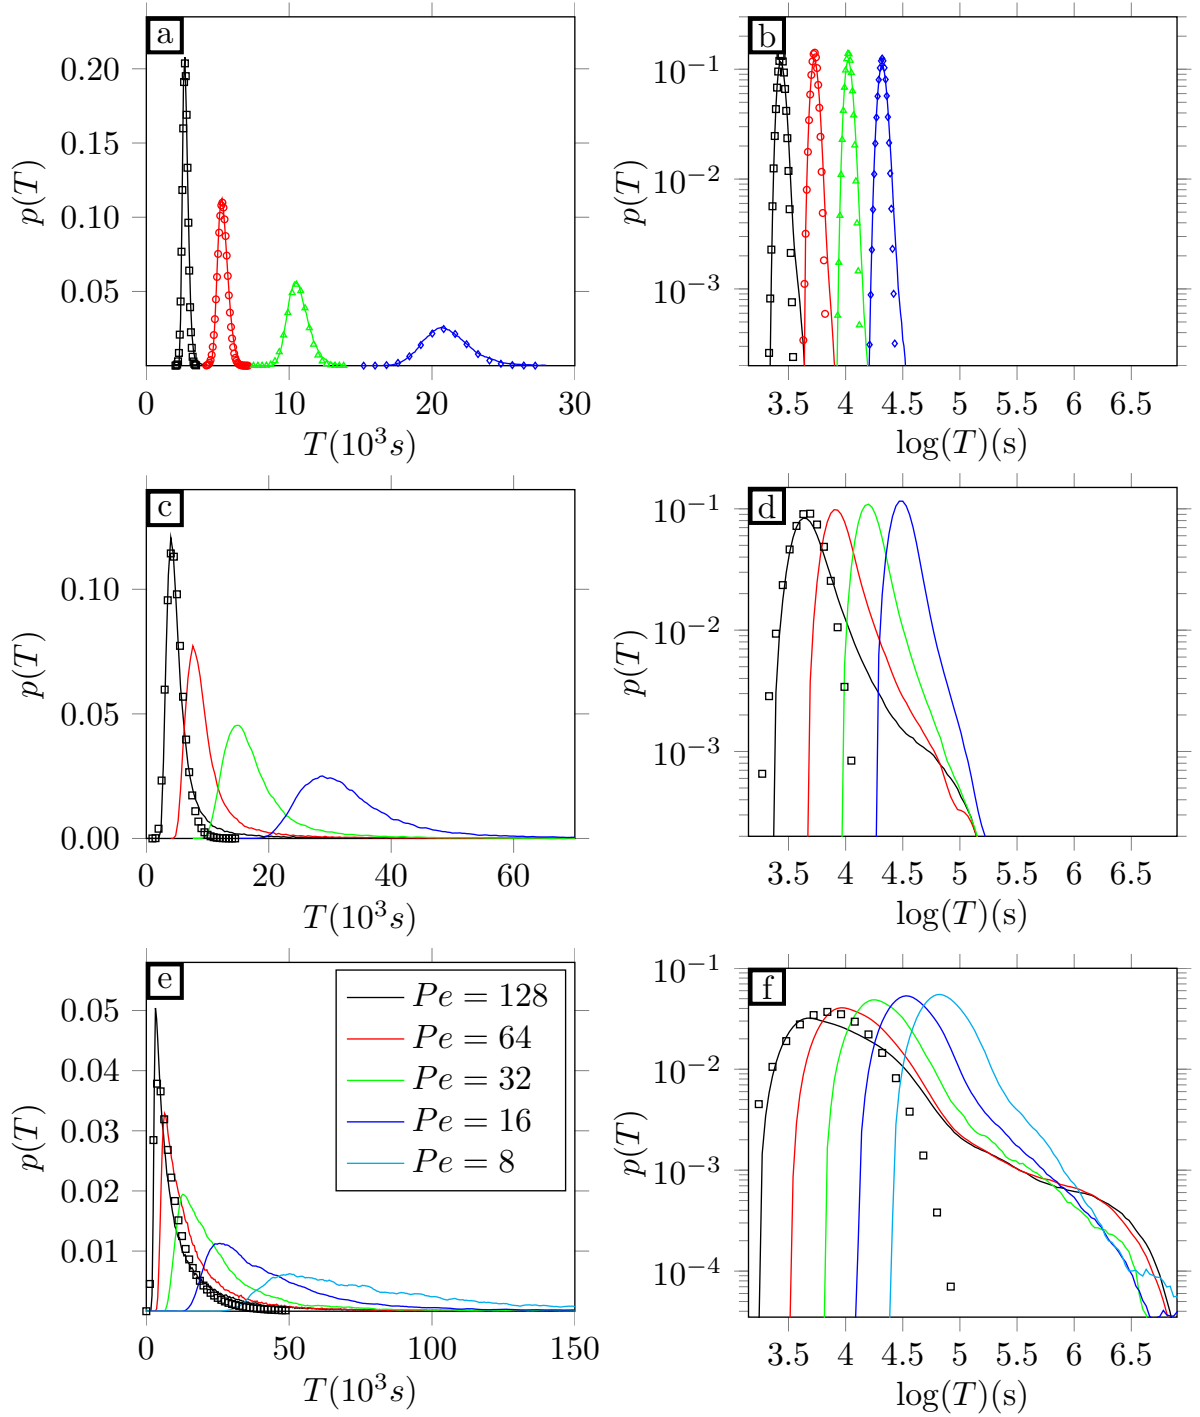 a
0.20
0.15
0.10
0.05
p(T)
0 10 20 30
T(10³s)
b
10⁻¹
10⁻²
10⁻³
p(T)
3.5 4 4.5 5 5.5 6 6.5
log(T)(s)
c
0.10
0.05
0.00
p(T)
0 20 40 60
T(10³s)
d
10⁻¹
10⁻²
10⁻³
p(T)
3.5 4 4.5 5 5.5 6 6.5
log(T)(s)
e
0.05
0.04
0.03
0.02
0.01
p(T)
0 50 100 150
T(10³s)
Pe = 128
Pe = 64
Pe = 32
Pe = 16
Pe = 8
f
10⁻¹
10⁻²
10⁻³
10⁻⁴
p(T)
3.5 4 4.5 5 5.5 6 6.5
log(T)(s)